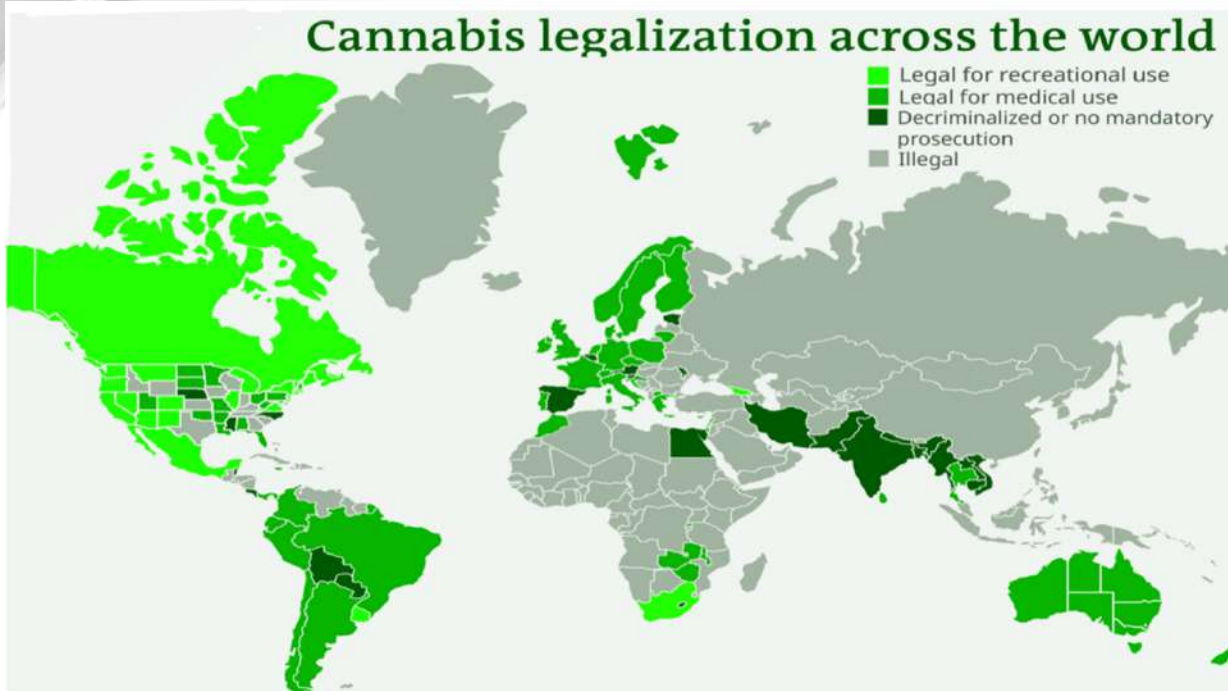 Cannabis legalization across the world
Legal for recreational use
Legal for medical use
Decriminalized or no mandatory
prosecution
Illegal